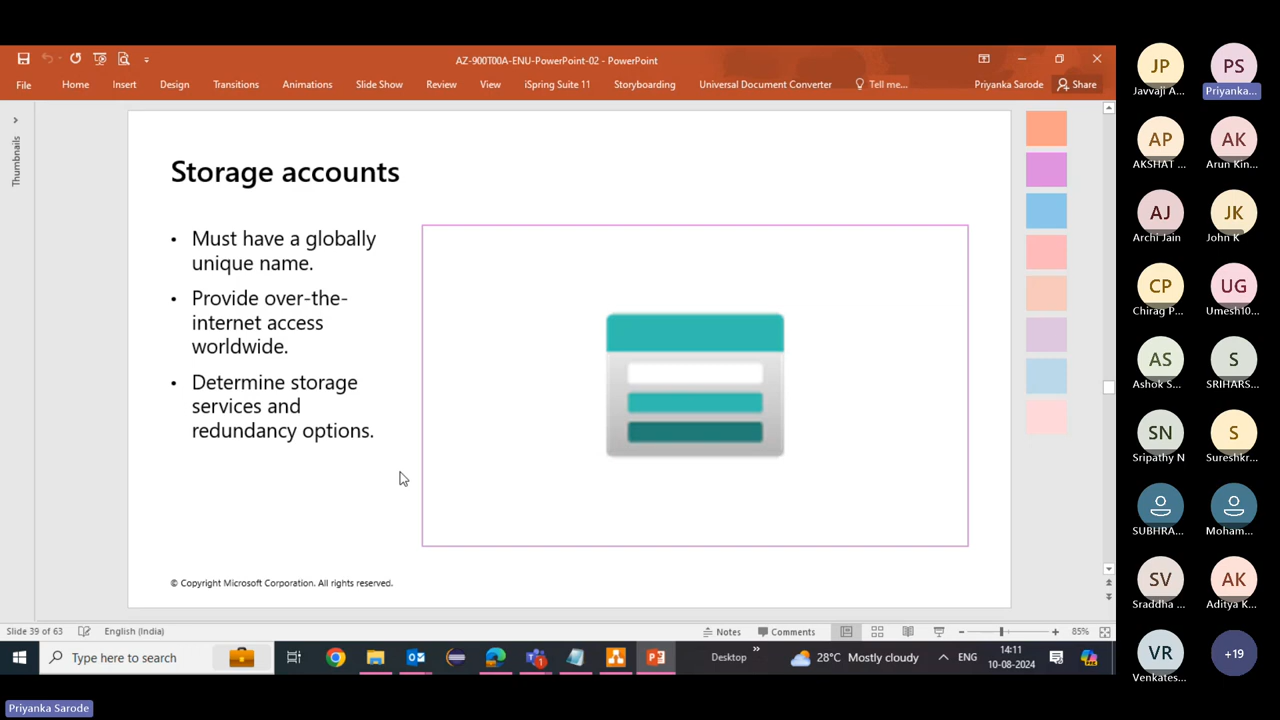 AZ-900T00A-ENU-PowerPoint-02 - PowerPoint
File
Home
Insert
Design
Transitions
Animations
Slide Show
Review
View
iSpring Suite 11
Storyboarding
Universal Document Converter
Tell me...
Priyanka Sarode
Share
Thumbnails
Storage accounts
• Must have a globally
unique name.
• Provide over-the-
internet access
worldwide.
• Determine storage
services and
redundancy options.
© Copyright Microsoft Corporation. All rights reserved.
Slide 39 of 63
English (India)
Notes
Comments
85%
Type here to search
1
Desktop
28°C Mostly cloudy
ENG
14:11
10-08-2024
Priyanka Sarode
JP
Javvaji A...
PS
Priyanka...
AP
AKSHAT ...
AK
Arun Kin...
AJ
Archi Jain
JK
John K
CP
Chirag P...
UG
Umesh10...
AS
Ashok S...
S
SRIHARS...
SN
Sripathy N
S
Sureshkr...
SUBHRA...
Moham...
SV
Sraddha ...
AK
Aditya K...
VR
Venkates...
+19